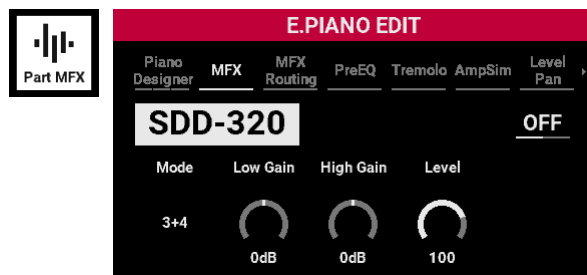 Part MFX
E.PIANO EDIT
Piano Designer MFX MFX Routing PreEQ Tremolo AmpSim Level Pan
SDD-320 OFF
Mode Low Gain High Gain Level
3+4
0dB 0dB 100